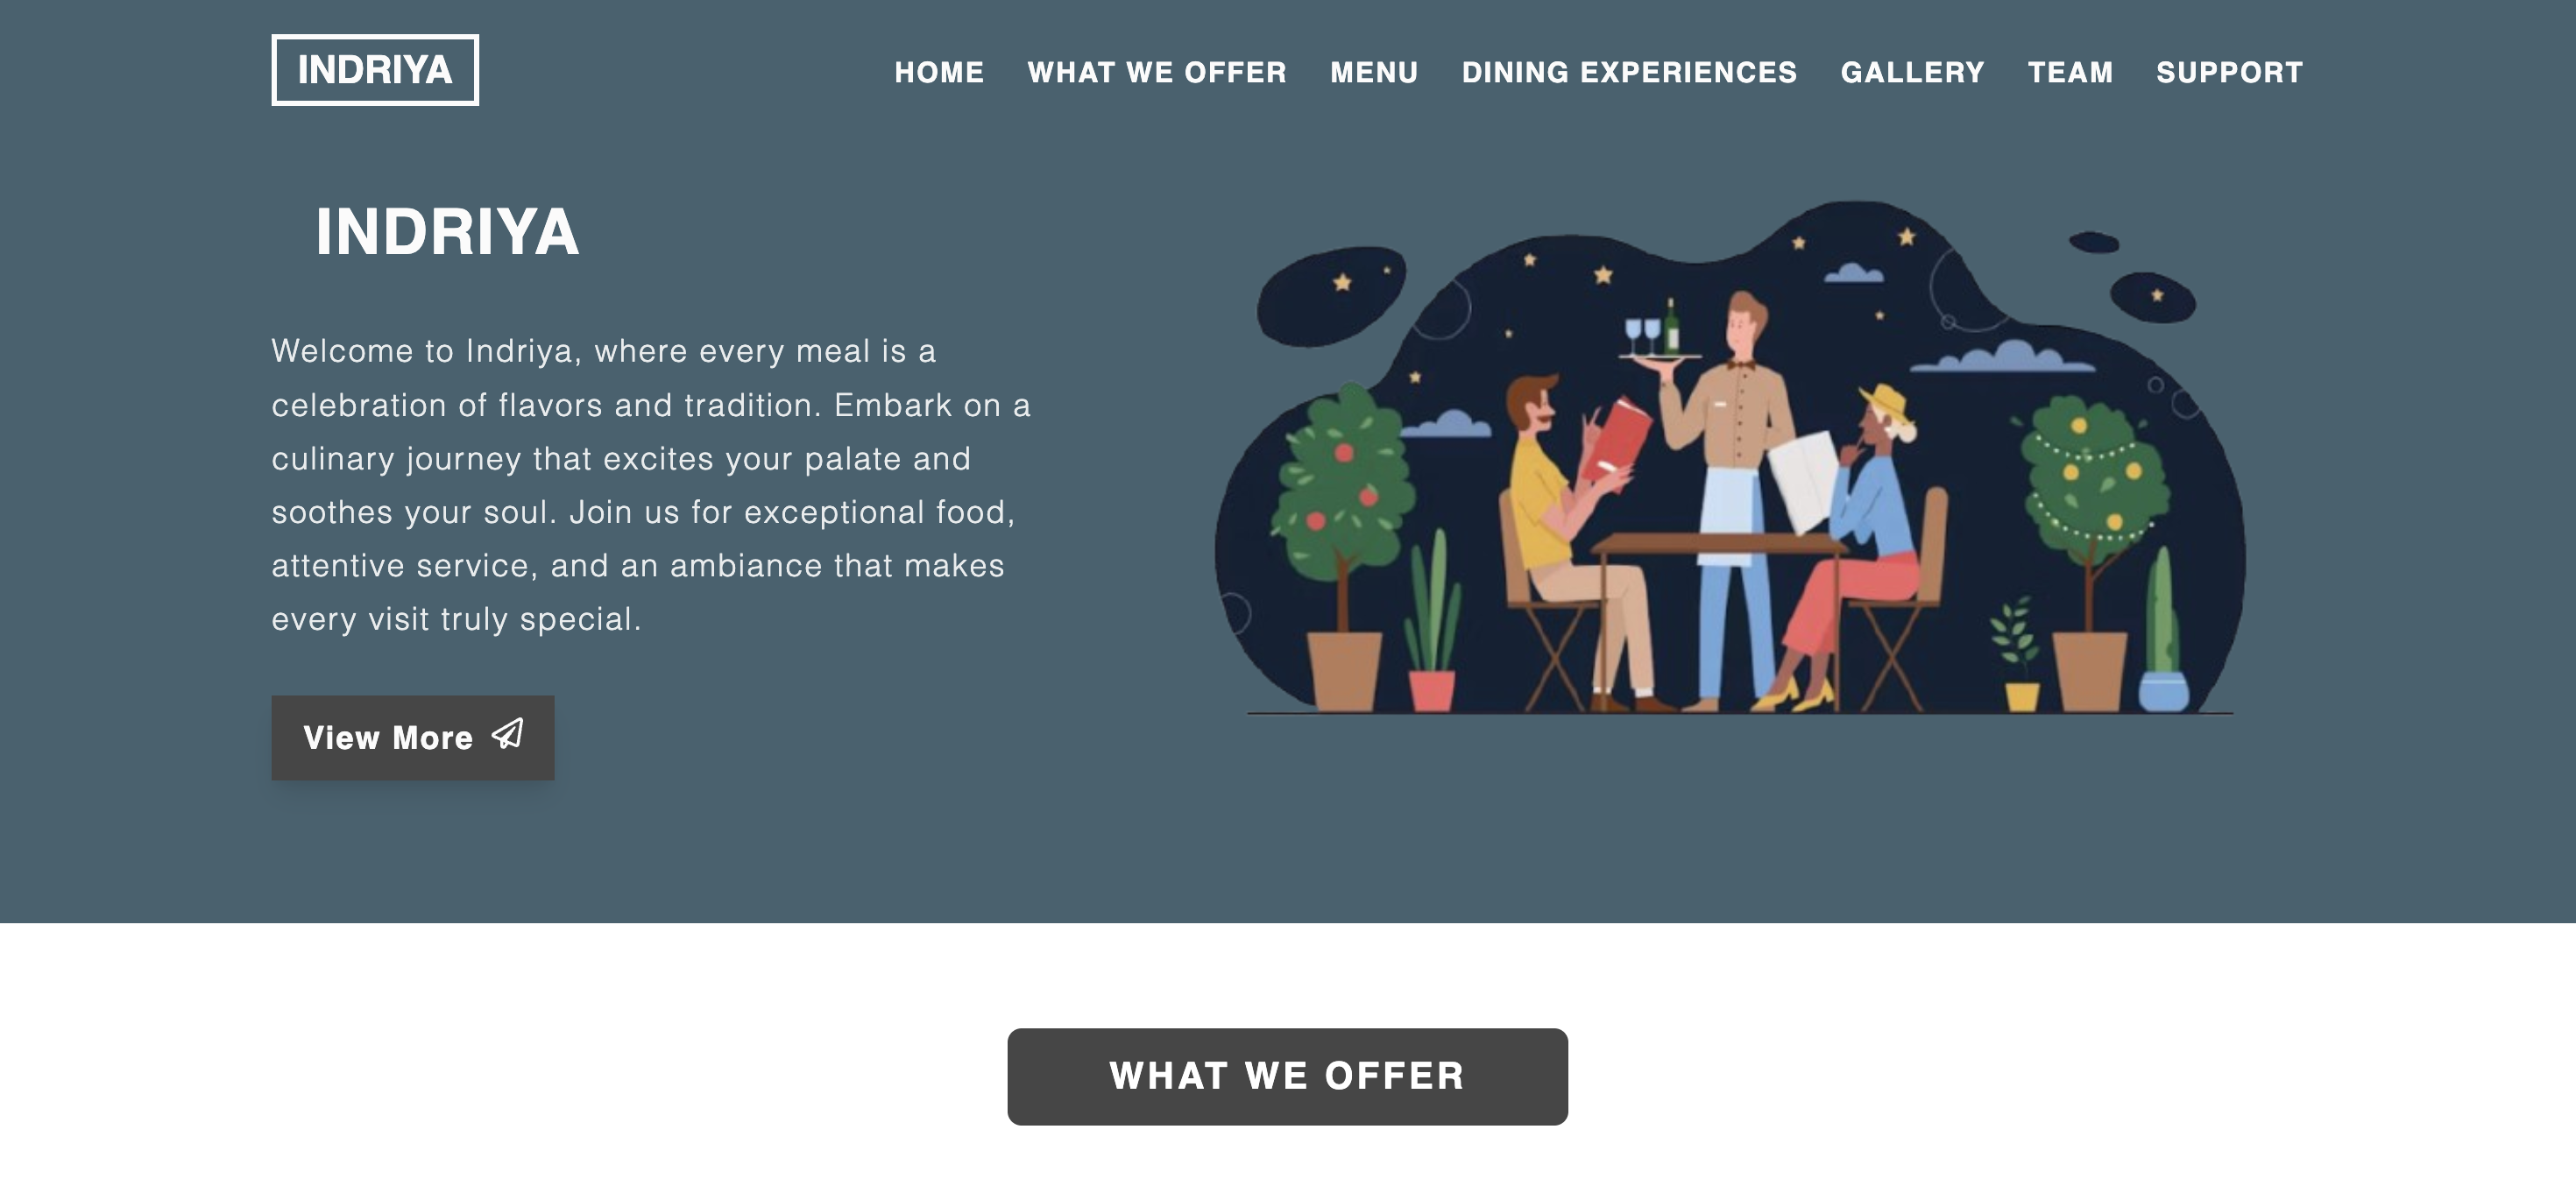 INDRIYA
HOME WHAT WE OFFER MENU DINING EXPERIENCES GALLERY TEAM SUPPORT
INDRIYA
Welcome to Indriya, where every meal is a
celebration of flavors and tradition. Embark on a
culinary journey that excites your palate and
soothes your soul. Join us for exceptional food,
attentive service, and an ambiance that makes
every visit truly special.
View More
WHAT WE OFFER